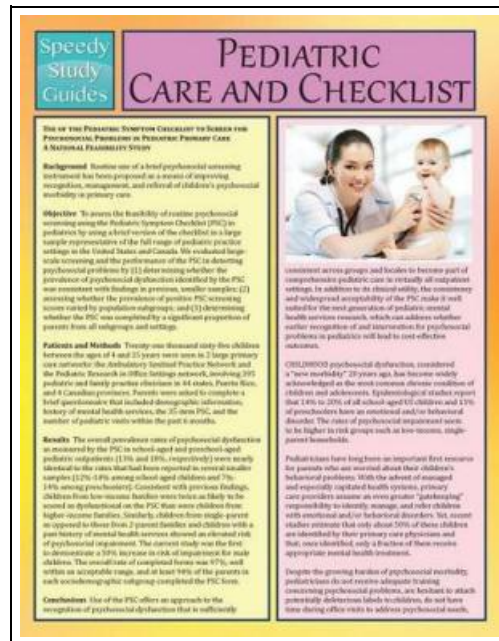 Speedy
Study
Guides
PEDIATRIC
CARE AND CHECKLIST
USE OF THE PEDIATRIC SYMPTOM CHECKLIST TO SCREEN FOR
PSYCHOSOCIAL PROBLEMS IN PEDIATRIC PRIMARY CARE
A NATIONAL FEASIBILITY STUDY
Background Routine use of a brief psychosocial screening
instrument has been proposed as a means of improving
recognition, management, and referral of children's psychosocial
morbidity in primary care.
Objective To assess the feasibility of routine psychosocial
screening using the Pediatric Symptom Checklist (PSC) in
pediatrics by using a brief version of the checklist in a large
sample representative of the full range of pediatric practice
settings in the United States and Canada. We evaluated large-
scale screening and the performance of the PSC in detecting
psychosocial problems by (1) determining whether the
prevalence of psychosocial dysfunction identified by the PSC
was consistent with findings in previous, smaller samples; (2)
assessing whether the prevalence of positive PSC screening
scores varied by population subgroups; and (3) determining
whether the PSC was completed by a significant proportion of
parents from all subgroups and settings.
Patients and Methods Twenty-one thousand sixty-five children
between the ages of 4 and 15 years were seen in 2 large primary
care networks: the Ambulatory Sentinel Practice Network and
the Pediatric Research in Office Settings network, involving 395
pediatric and family practice clinicians in 44 states, Puerto Rico,
and 4 Canadian provinces. Parents were asked to complete a
brief questionnaire that included demographic information,
history of mental health services, the 35-item PSC, and the
number of pediatric visits within the past 6 months.
Results The overall prevalence rates of psychosocial dysfunction
as measured by the PSC in school-aged and preschool-aged
pediatric outpatients (13% and 10%, respectively) were nearly
identical to the rates that had been reported in several smaller
samples (12%-14% among school-aged children and 7%-
14% among preschoolers). Consistent with previous findings,
children from low-income families were twice as likely to be
scored as dysfunctional on the PSC than were children from
higher-income families. Similarly, children from single-parent
as opposed to those from 2-parent families and children with a
past history of mental health services showed an elevated risk
of psychosocial impairment. The current study was the first
to demonstrate a 50% increase in risk of impairment for male
children. The overall rate of completed forms was 97%, well
within an acceptable range, and at least 94% of the parents in
each sociodemographic subgroup completed the PSC form.
Conclusions Use of the PSC offers an approach to the
recognition of psychosocial dysfunction that is sufficiently
consistent across groups and locales to become part of
comprehensive pediatric care in virtually all outpatient
settings. In addition to its clinical utility, the consistency
and widespread acceptability of the PSC make it well
suited for the next generation of pediatric mental
health services research, which can address whether
earlier recognition of and intervention for psychosocial
problems in pediatrics will lead to cost-effective
outcomes.
CHILDHOOD psychosocial dysfunction, considered
a "new morbidity" 20 years ago, has become widely
acknowledged as the most common chronic condition of
children and adolescents. Epidemiological studies report
that 14% to 20% of all school-aged US children and 13%
of preschoolers have an emotional and/or behavioral
disorder. The rates of psychosocial impairment seem
to be higher in risk groups such as low-income, single-
parent households.
Pediatricians have long been an important first resource
for parents who are worried about their children's
behavioral problems. With the advent of managed
and especially capitated health systems, primary
care providers assume an even greater "gatekeeping"
responsibility to identify, manage, and refer children
with emotional and/or behavioral disorders. Yet, recent
studies estimate that only about 50% of these children
are identified by their primary care physicians and
that, once identified, only a fraction of them receive
appropriate mental health treatment.
Despite the growing burden of psychosocial morbidity,
pediatricians do not receive adequate training
concerning psychosocial problems, are hesitant to attach
potentially deleterious labels to children, do not have
time during office visits to address psychosocial needs,